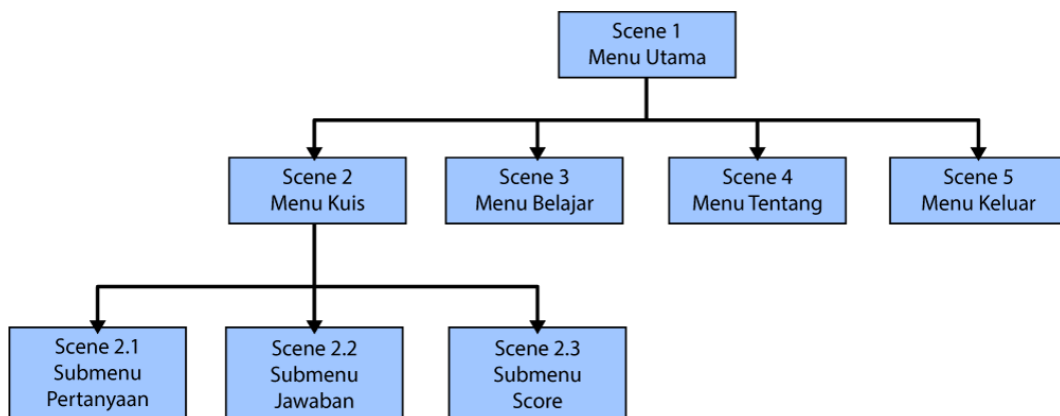 Scene 1
Menu Utama
Scene 2
Menu Kuis
Scene 3
Menu Belajar
Scene 4
Menu Tentang
Scene 5
Menu Keluar
Scene 2.1
Submenu
Pertanyaan
Scene 2.2
Submenu
Jawaban
Scene 2.3
Submenu
Score